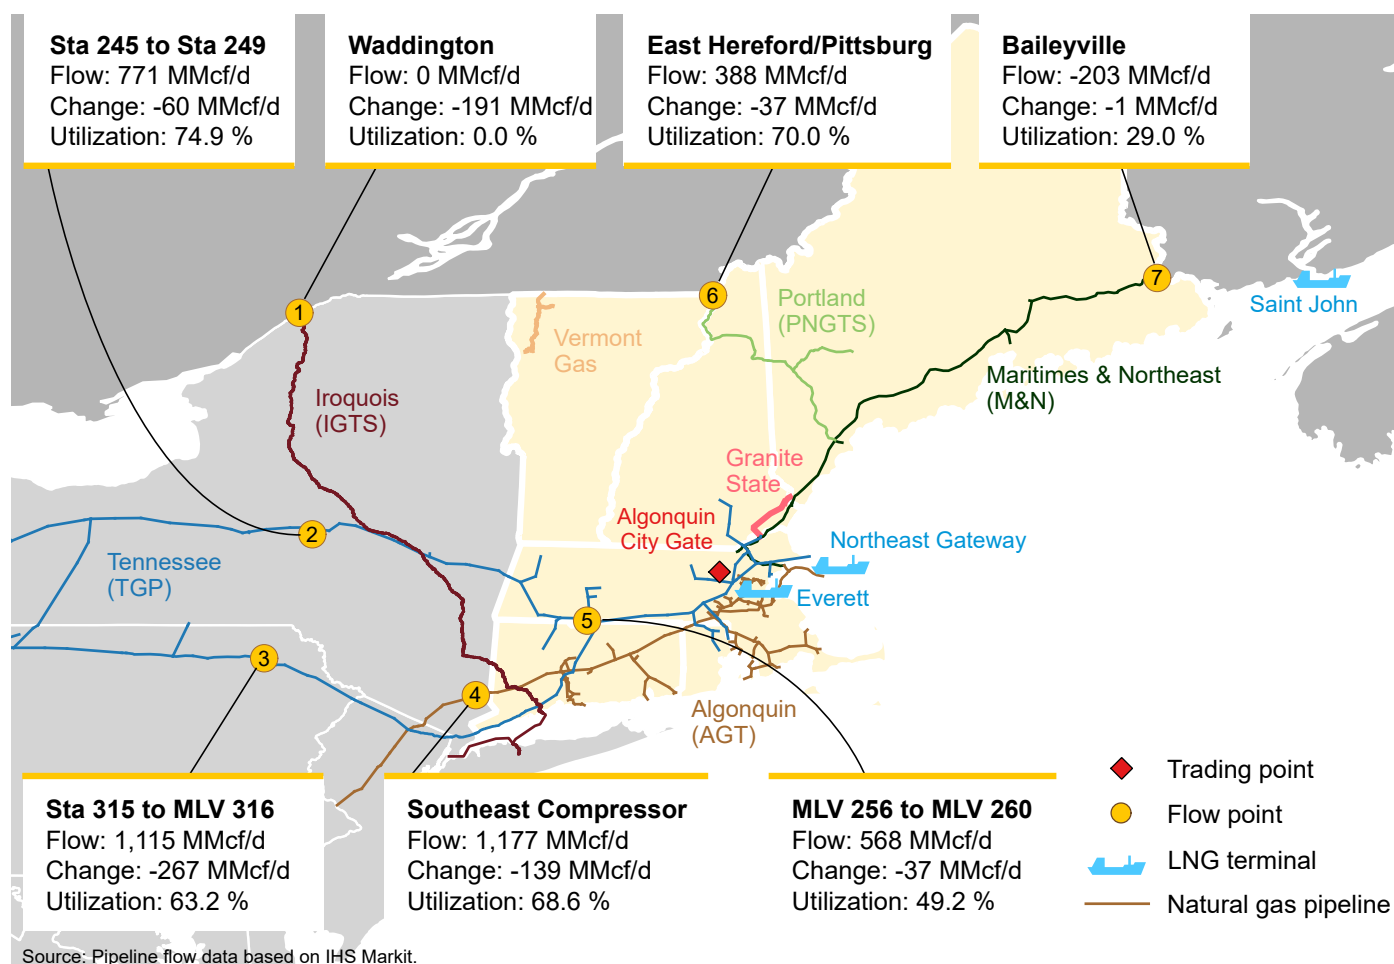 Sta 245 to Sta 249
Flow: 771 MMcf/d
Change: -60 MMcf/d
Utilization: 74.9 %
Waddington
Flow: 0 MMcf/d
Change: -191 MMcf/d
Utilization: 0.0 %
East Hereford/Pittsburg
Flow: 388 MMcf/d
Change: -37 MMcf/d
Utilization: 70.0 %
Baileyville
Flow: -203 MMcf/d
Change: -1 MMcf/d
Utilization: 29.0 %
1
6
7
Saint John
Portland
(PNGTS)
Vermont
Gas
Iroquois
(IGTS)
Maritimes & Northeast
(M&N)
Granite
State
Algonquin
City Gate
2
Northeast Gateway
Tennessee
(TGP)
Everett
5
3
4
Algonquin
(AGT)
Sta 315 to MLV 316
Flow: 1,115 MMcf/d
Change: -267 MMcf/d
Utilization: 63.2 %
Southeast Compressor
Flow: 1,177 MMcf/d
Change: -139 MMcf/d
Utilization: 68.6 %
MLV 256 to MLV 260
Flow: 568 MMcf/d
Change: -37 MMcf/d
Utilization: 49.2 %
Trading point
Flow point
LNG terminal
Natural gas pipeline
Source: Pipeline flow data based on IHS Markit.